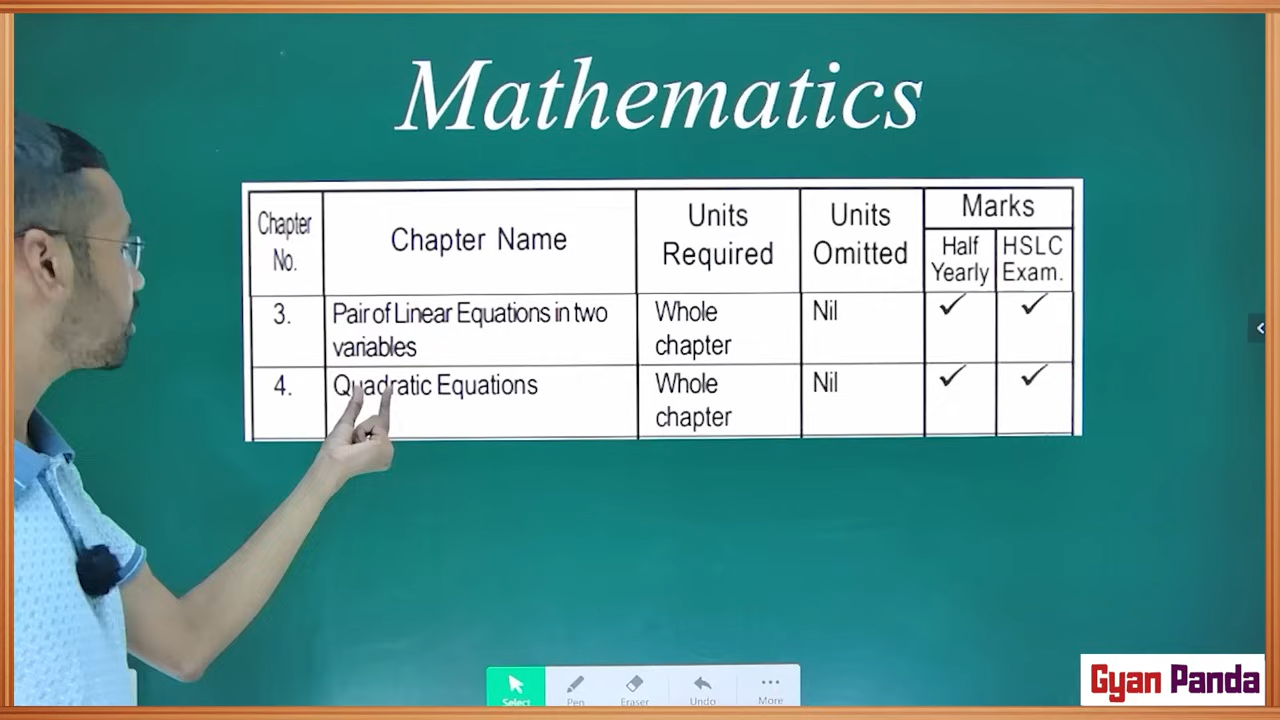 Mathematics
Chapter No.
Chapter Name
Units Required
Units Omitted
Marks
Half Yearly
HSLC Exam.
3.
Pair of Linear Equations in two
variables
Whole
chapter
Nil
✓
✓
4.
Quadratic Equations
Whole
chapter
Nil
✓
✓
Select
Pen
Eraser
Undo
More
Gyan Panda